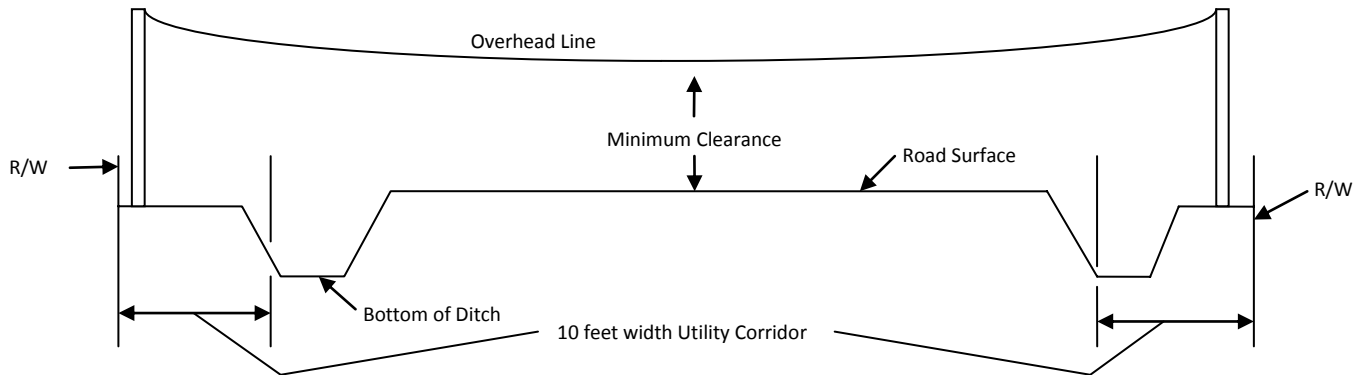 Overhead Line
Minimum Clearance
Road Surface
R/W
R/W
Bottom of Ditch
10 feet width Utility Corridor